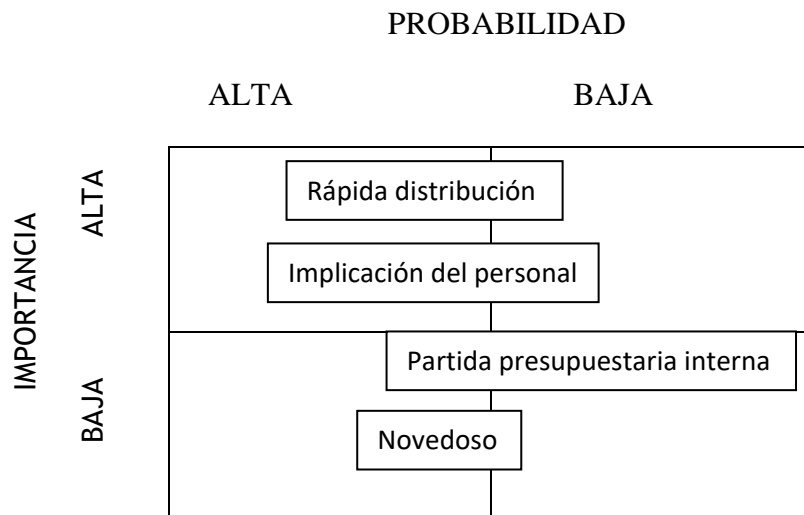 PROBABILIDAD
ALTA BAJA
IMPORTANCIA
ALTA
Rápida distribución
Implicación del personal
BAJA
Partida presupuestaria interna
Novedoso